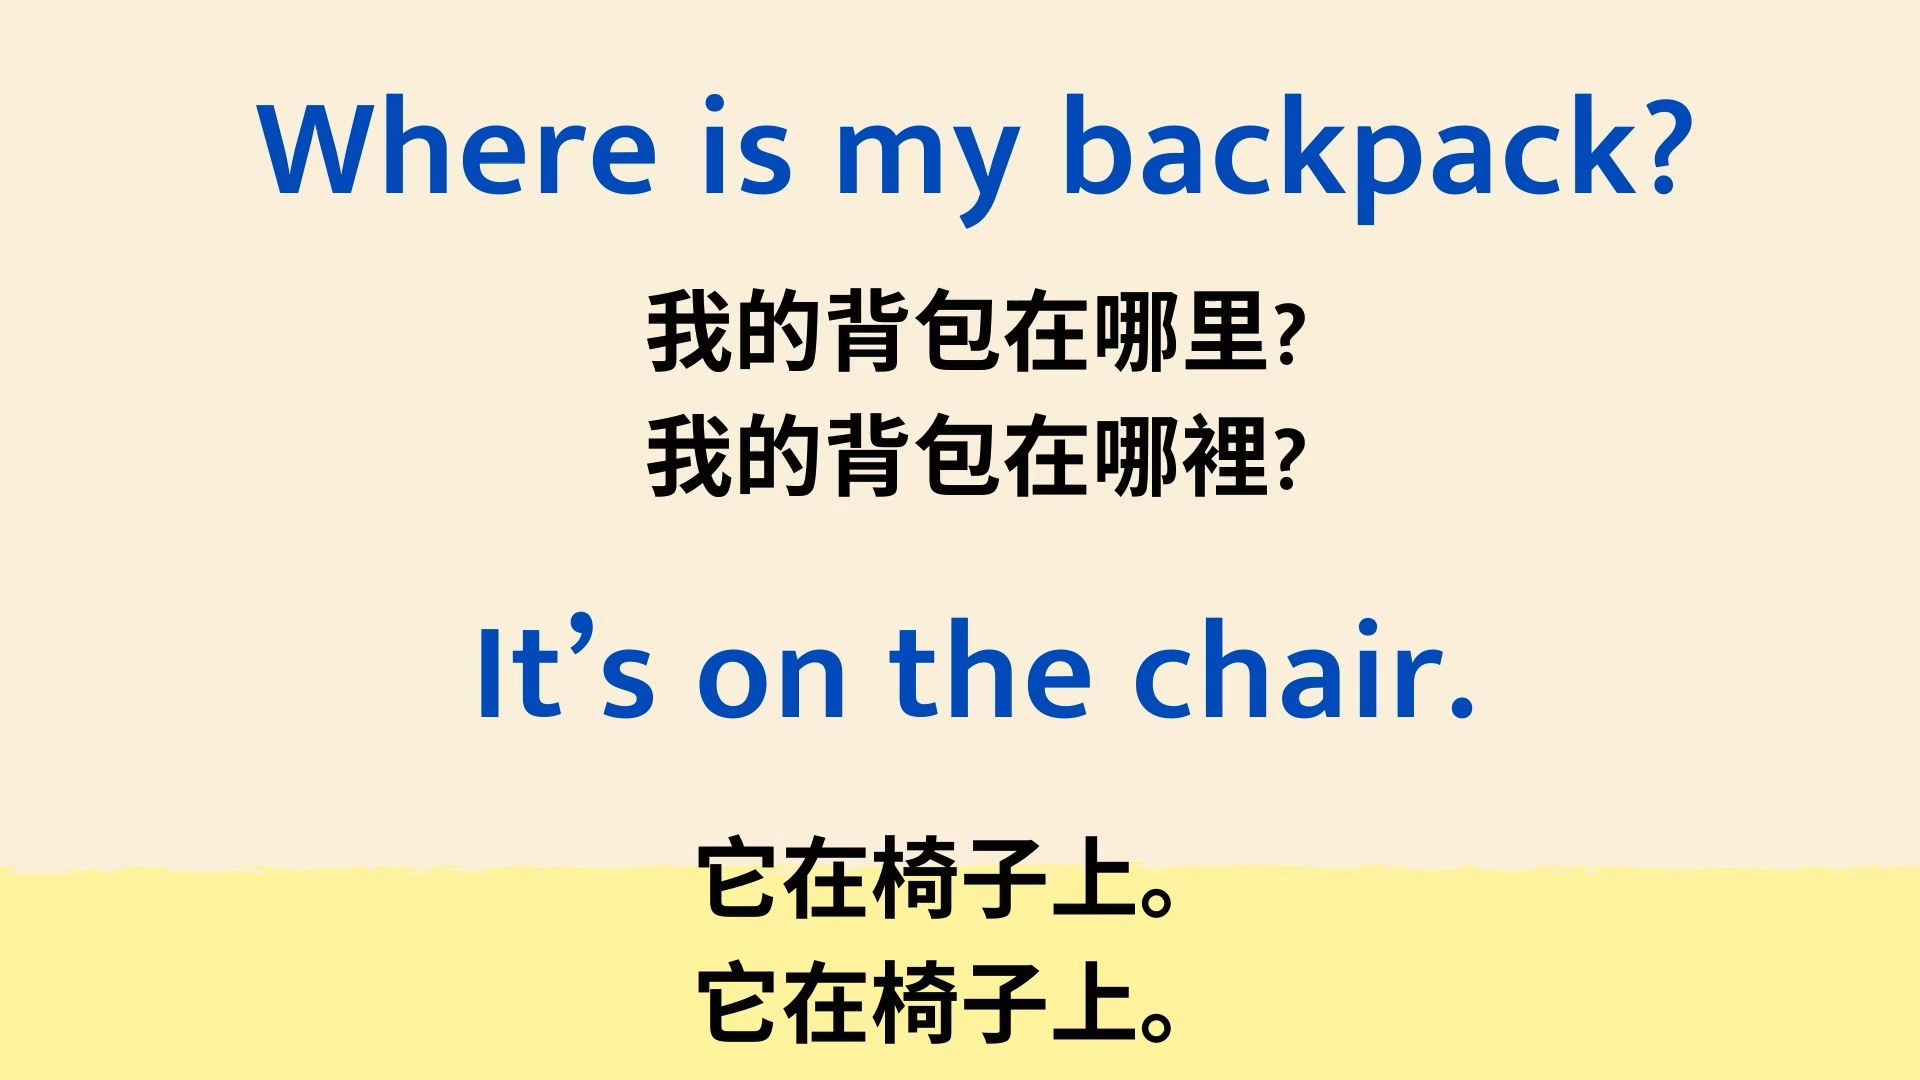 Where is my backpack?
我的背包在哪里?
我的背包在哪裡?
It’s on the chair.
它在椅子上。
它在椅子上。